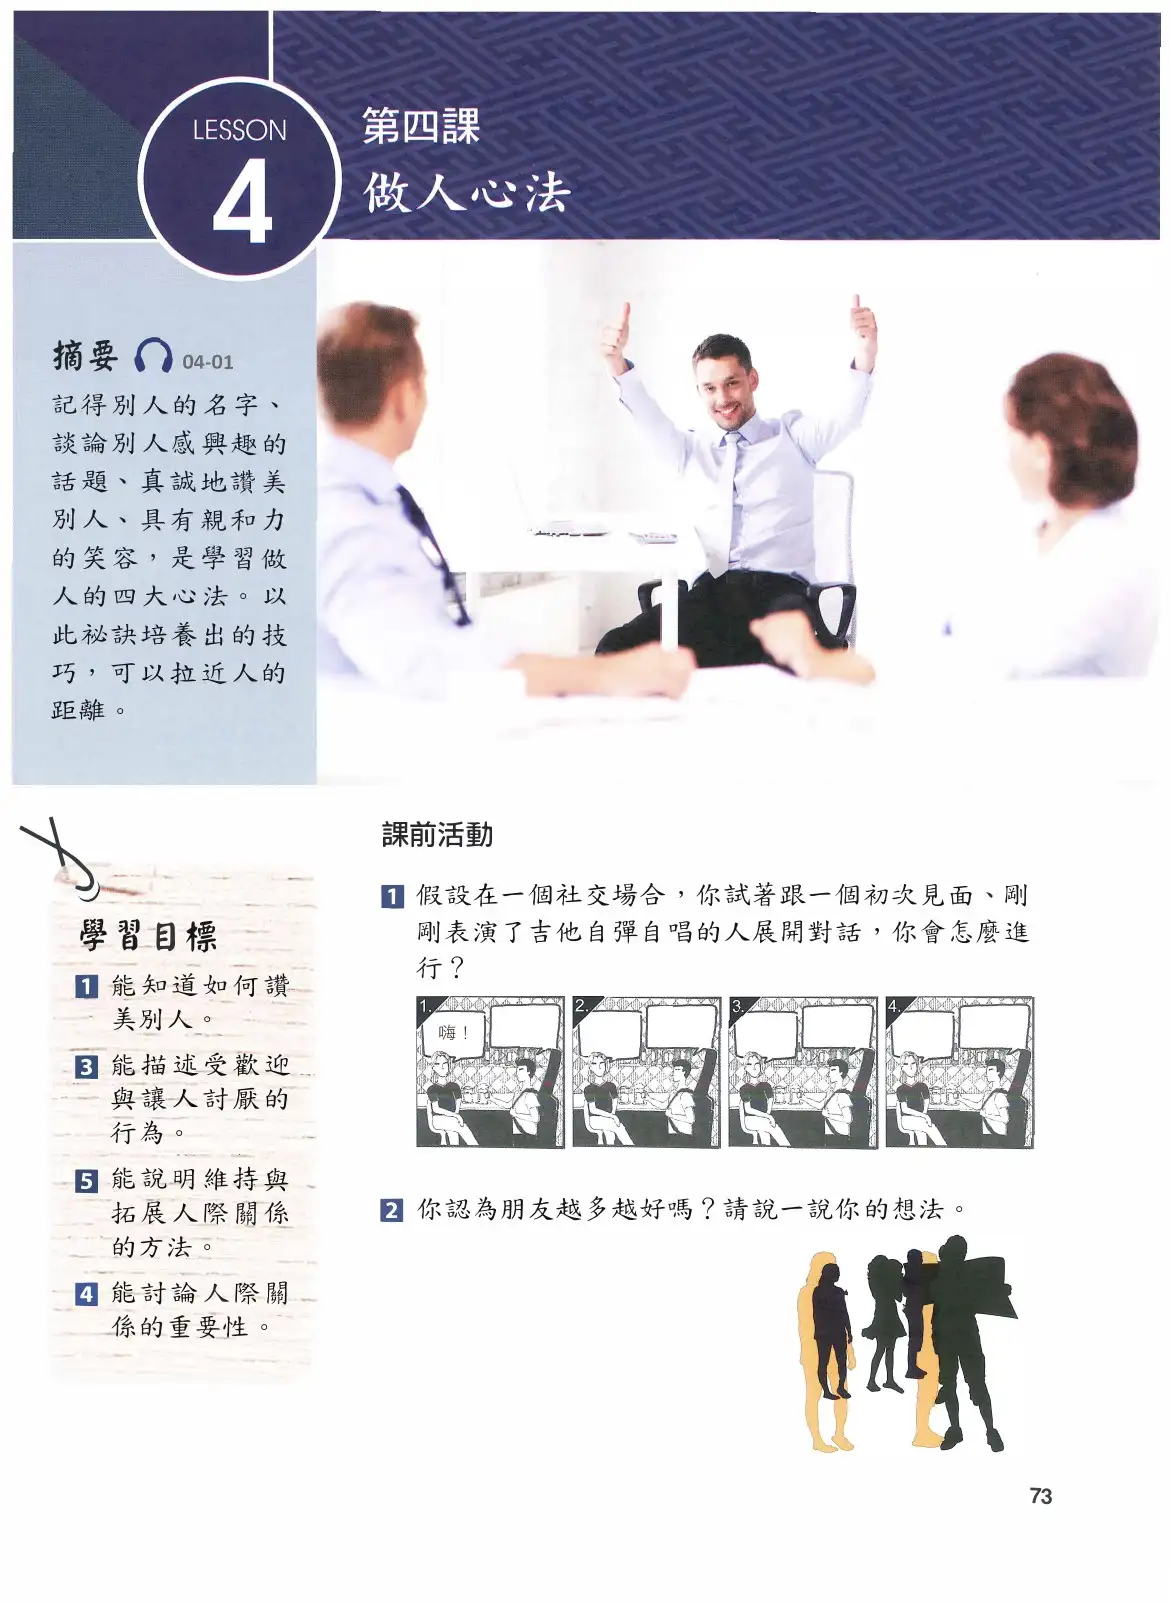 LESSON
4
第四課
做人心法
摘要 04-01
記得別人的名字、
談論別人感興趣的
話題、真誠地讚美
別人、具有親和力
的笑容，是學習做
人的四大心法。以
此祕訣培養出的技
巧，可以拉近人的
距離。
學習目標
1 能知道如何讚
美別人。
3 能描述受歡迎
與讓人討厭的
行為。
5 能說明維持與
拓展人際關係
的方法。
4 能討論人際關
係的重要性。
課前活動
1 假設在一個社交場合，你試著跟一個初次見面、剛
剛表演了吉他自彈自唱的人展開對話，你會怎麼進
行？
1.
嗨！
2.
3.
4.
2 你認為朋友越多越好嗎？請說一說你的想法。
73